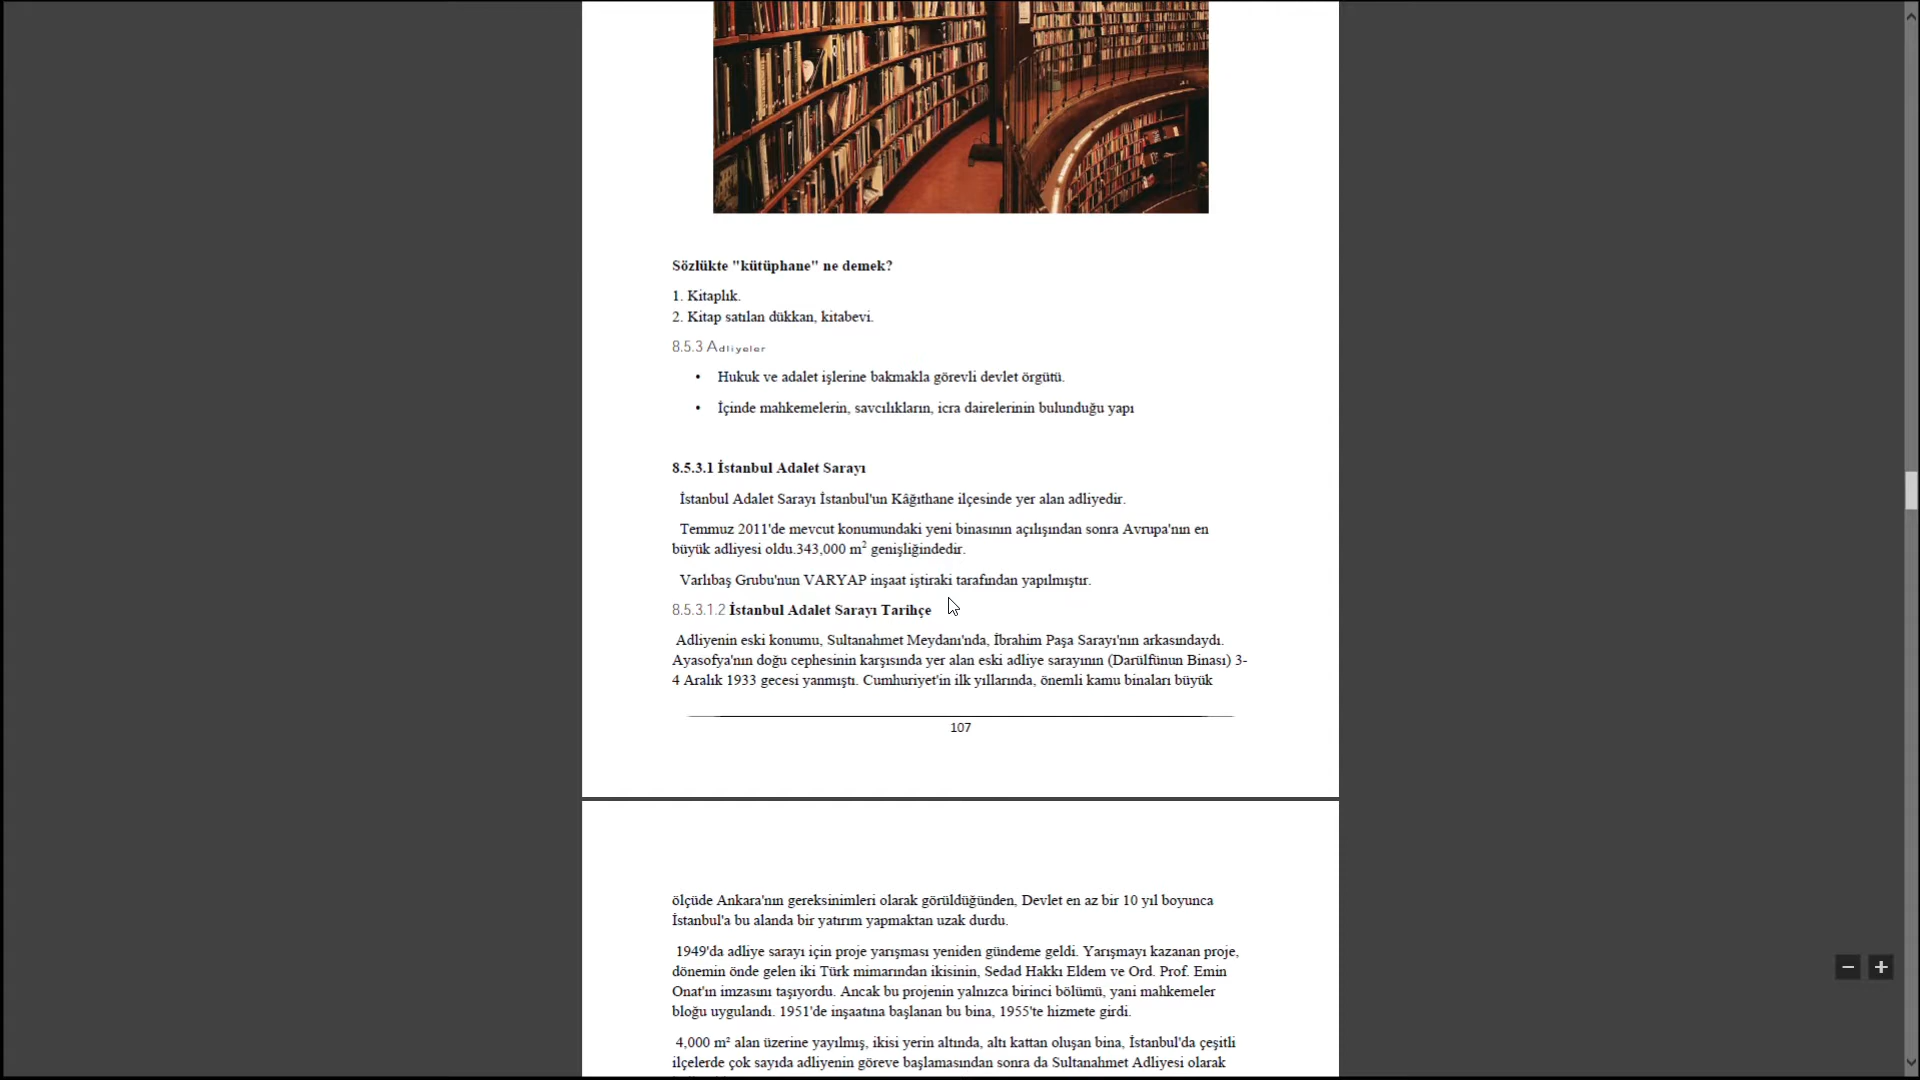 Sözlükte "kütüphane" ne demek?
1. Kitaplık.
2. Kitap satılan dükkan, kitabevi.
8.5.3 Adliyeler
• Hukuk ve adalet işlerine bakmakla görevli devlet örgütü.
• İçinde mahkemelerin, savcılıkların, icra dairelerinin bulunduğu yapı
8.5.3.1 İstanbul Adalet Sarayı
İstanbul Adalet Sarayı İstanbul'un Kâğıthane ilçesinde yer alan adliyedir.
Temmuz 2011'de mevcut konumundaki yeni binasının açılışından sonra Avrupa'nın en
büyük adliyesi oldu.343,000 m² genişliğindedir.
Varlıbaş Grubu'nun VARYAP inşaat iştiraki tarafından yapılmıştır.
8.5.3.1.2 İstanbul Adalet Sarayı Tarihçe
Adliyenin eski konumu, Sultanahmet Meydanı'nda, İbrahim Paşa Sarayı'nın arkasındaydı.
Ayasofya'nın doğu cephesinin karşısında yer alan eski adliye sarayının (Darülfünun Binası) 3-
4 Aralık 1933 gecesi yanmıştı. Cumhuriyet'in ilk yıllarında, önemli kamu binaları büyük
107
ölçüde Ankara'nın gereksinimleri olarak görüldüğünden, Devlet en az bir 10 yıl boyunca
İstanbul'a bu alanda bir yatırım yapmaktan uzak durdu.
1949'da adliye sarayı için proje yarışması yeniden gündeme geldi. Yarışmayı kazanan proje,
dönemin önde gelen iki Türk mimarından ikisinin, Sedad Hakkı Eldem ve Ord. Prof. Emin
Onat'ın imzasını taşıyordu. Ancak bu projenin yalnızca birinci bölümü, yani mahkemeler
bloğu uygulandı. 1951'de inşaatına başlanan bu bina, 1955'te hizmete girdi.
4,000 m² alan üzerine yayılmış, ikisi yerin altında, altı kattan oluşan bina, İstanbul'da çeşitli
ilçelerde çok sayıda adliyenin göreve başlamasından sonra da Sultanahmet Adliyesi olarak